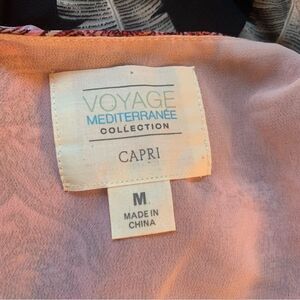 VOYAGE
MEDITERRANÉE
COLLECTION
CAPRI
M
MADE IN
CHINA